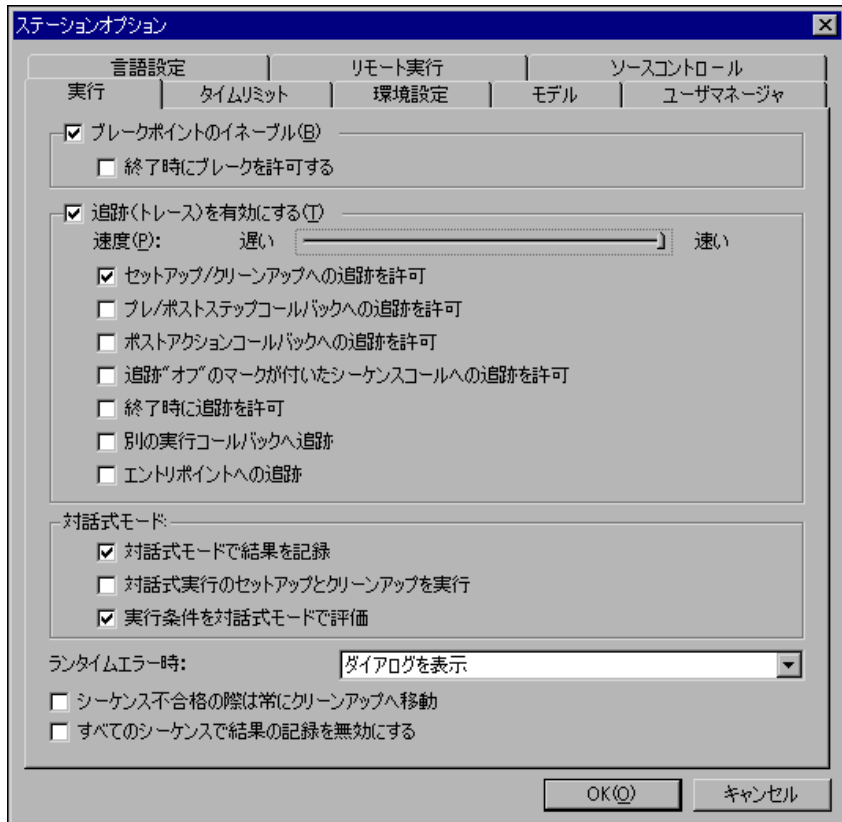 ステーションオプション
言語設定 リモート実行 ソースコントロール
実行 タイムリミット 環境設定 モデル ユーザマネージャ
ブレークポイントのイネーブル(B)
終了時にブレークを許可する
追跡(トレース)を有効にする(T)
速度(P): 遅い 速い
セットアップ/クリーンアップへの追跡を許可
プレ/ポストステップコールバックへの追跡を許可
ポストアクションコールバックへの追跡を許可
追跡“オフ”のマークが付いたシーケンスコールへの追跡を許可
終了時に追跡を許可
別の実行コールバックへ追跡
エントリポイントへの追跡
対話式モード:
対話式モードで結果を記録
対話式実行のセットアップとクリーンアップを実行
実行条件を対話式モードで評価
ランタイムエラー時: ダイアログを表示
シーケンス不合格の際は常にクリーンアップへ移動
すべてのシーケンスで結果の記録を無効にする
OK(O) キャンセル